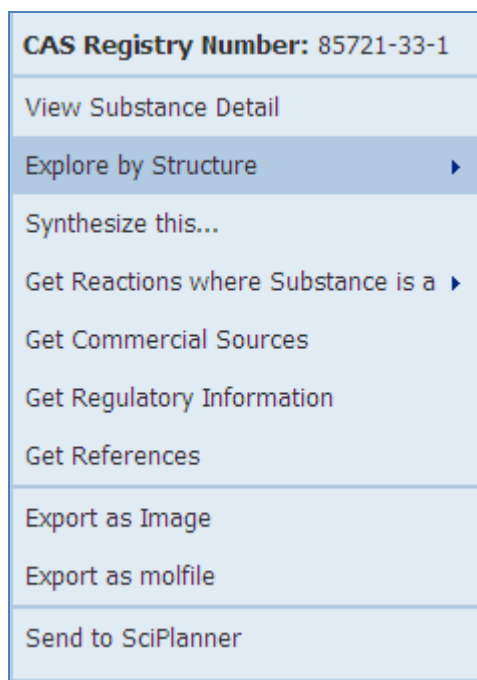 CAS Registry Number: 85721-33-1
View Substance Detail
Explore by Structure
Synthesize this...
Get Reactions where Substance is a
Get Commercial Sources
Get Regulatory Information
Get References
Export as Image
Export as molfile
Send to SciPlanner